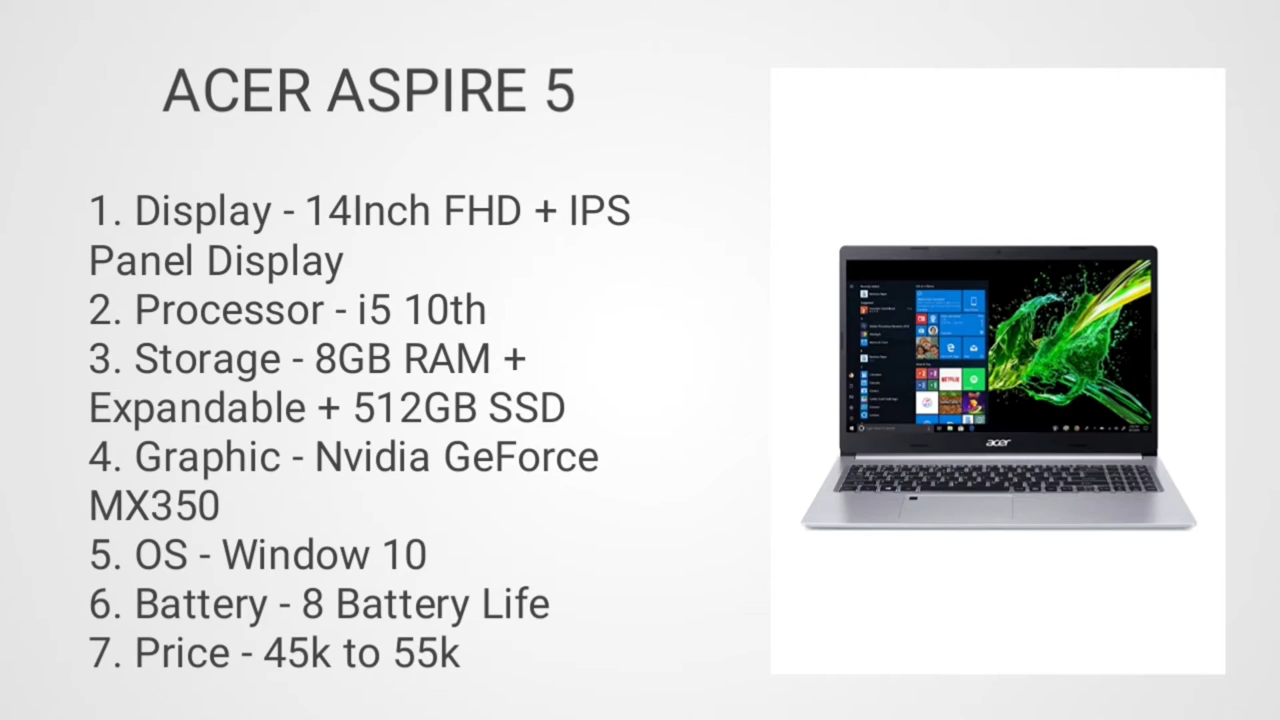 ACER ASPIRE 5
1. Display - 14Inch FHD + IPS
Panel Display
2. Processor - i5 10th
3. Storage - 8GB RAM +
Expandable + 512GB SSD
4. Graphic - Nvidia GeForce
MX350
5. OS - Window 10
6. Battery - 8 Battery Life
7. Price - 45k to 55k
NETFLIX
acer